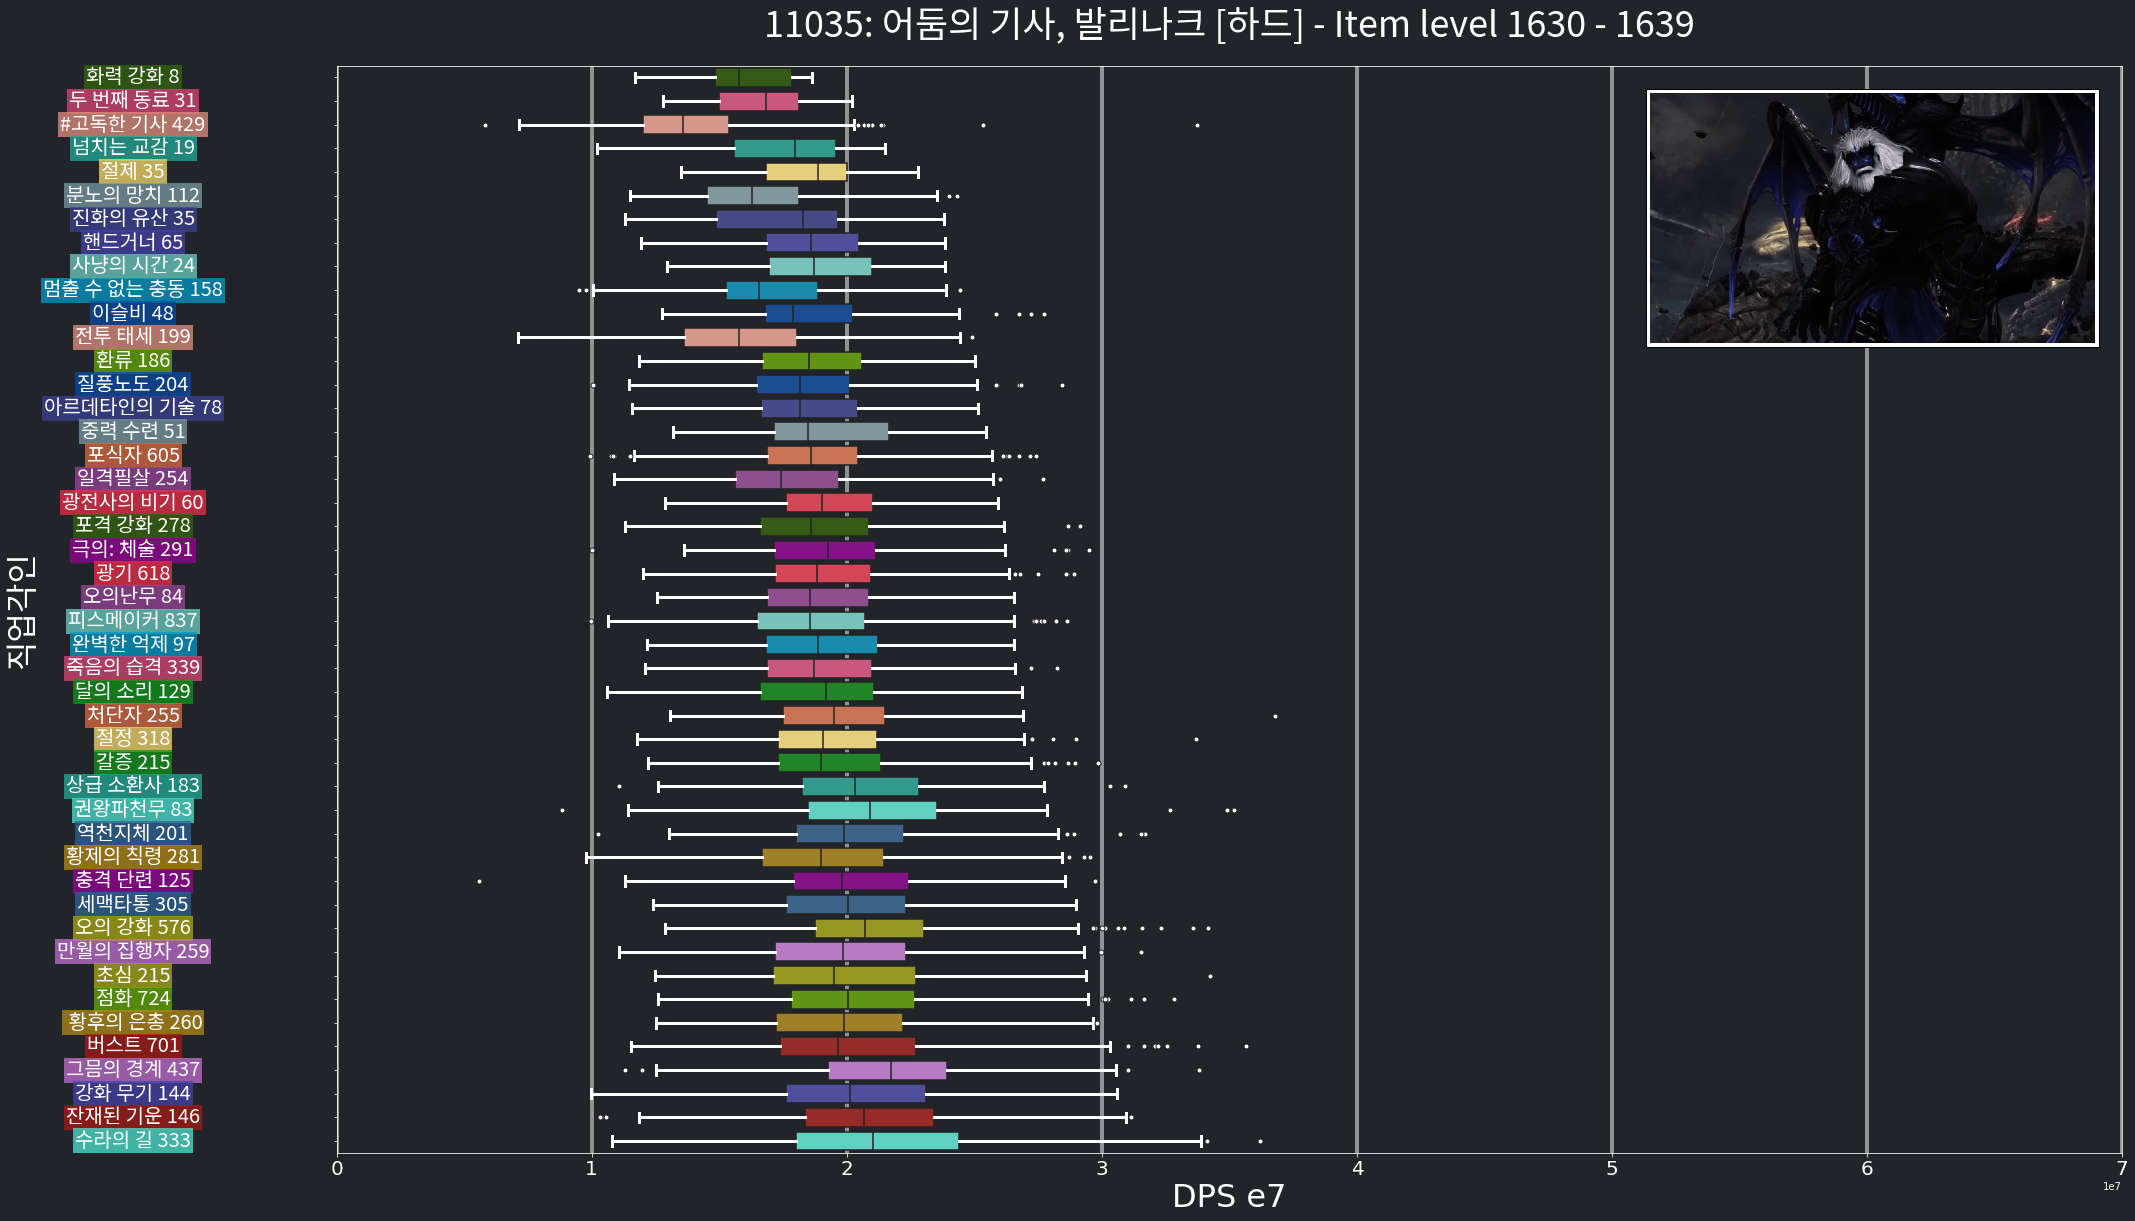 11035: 어둠의 기사, 발리나크 [하드] - Item level 1630 - 1639
화력 강화 8
두 번째 동료 31
#고독한 기사 429
넘치는 교감 19
절제 35
분노의 망치 112
진화의 유산 35
핸드거너 65
사냥의 시간 24
멈출 수 없는 충동 158
이슬비 48
전투 태세 199
환류 186
질풍노도 204
아르데타인의 기술 78
중력 수련 51
포식자 605
일격필살 254
광전사의 비기 60
포격 강화 278
극의: 체술 291
광기 618
오의난무 84
피스메이커 837
완벽한 억제 97
죽음의 습격 339
달의 소리 129
처단자 255
절정 318
갈증 215
상급 소환사 183
권왕파천무 83
역천지체 201
황제의 칙령 281
충격 단련 125
세맥타통 305
오의 강화 576
만월의 집행자 259
초심 215
점화 724
황후의 은총 260
버스트 701
그믐의 경계 437
강화 무기 144
잔재된 기운 146
수라의 길 333
직업각인
0 1 2 3 4 5 6 7
DPS e7
1e7